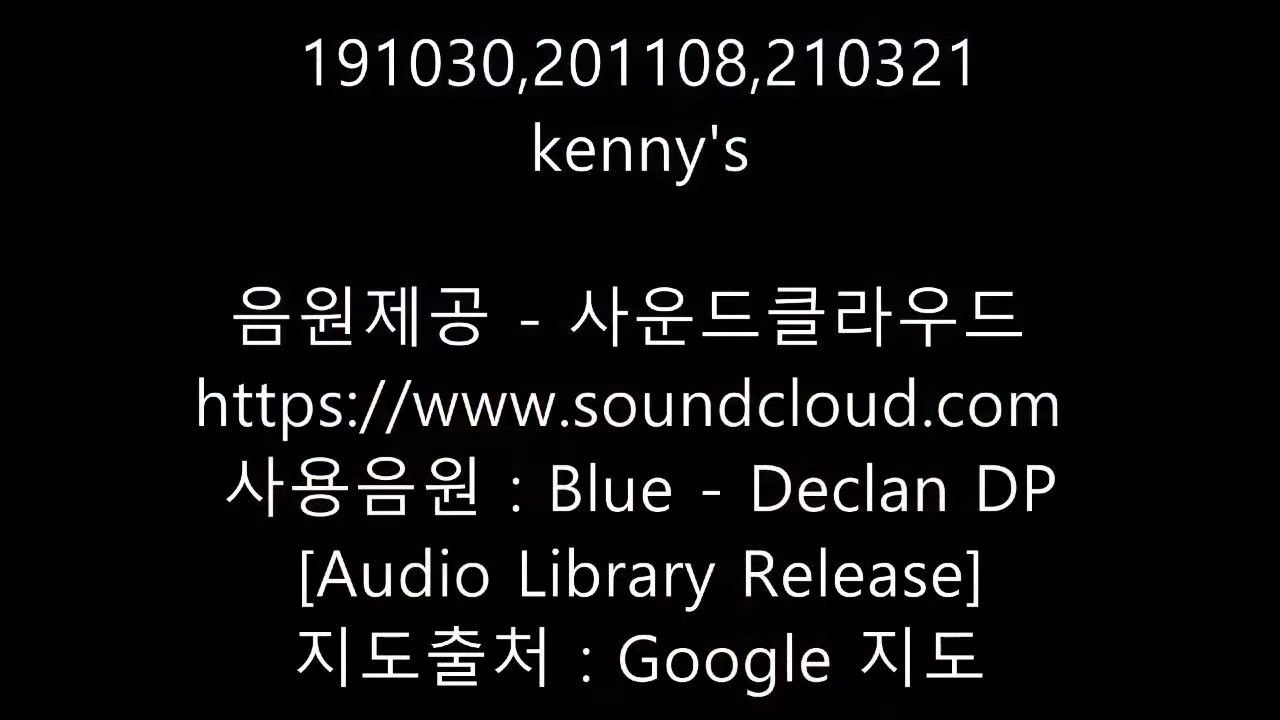 191030,201108,210321
kenny's
음원제공 - 사운드클라우드
https://www.soundcloud.com
사용음원 : Blue - Declan DP
[Audio Library Release]
지도출처 : Google 지도